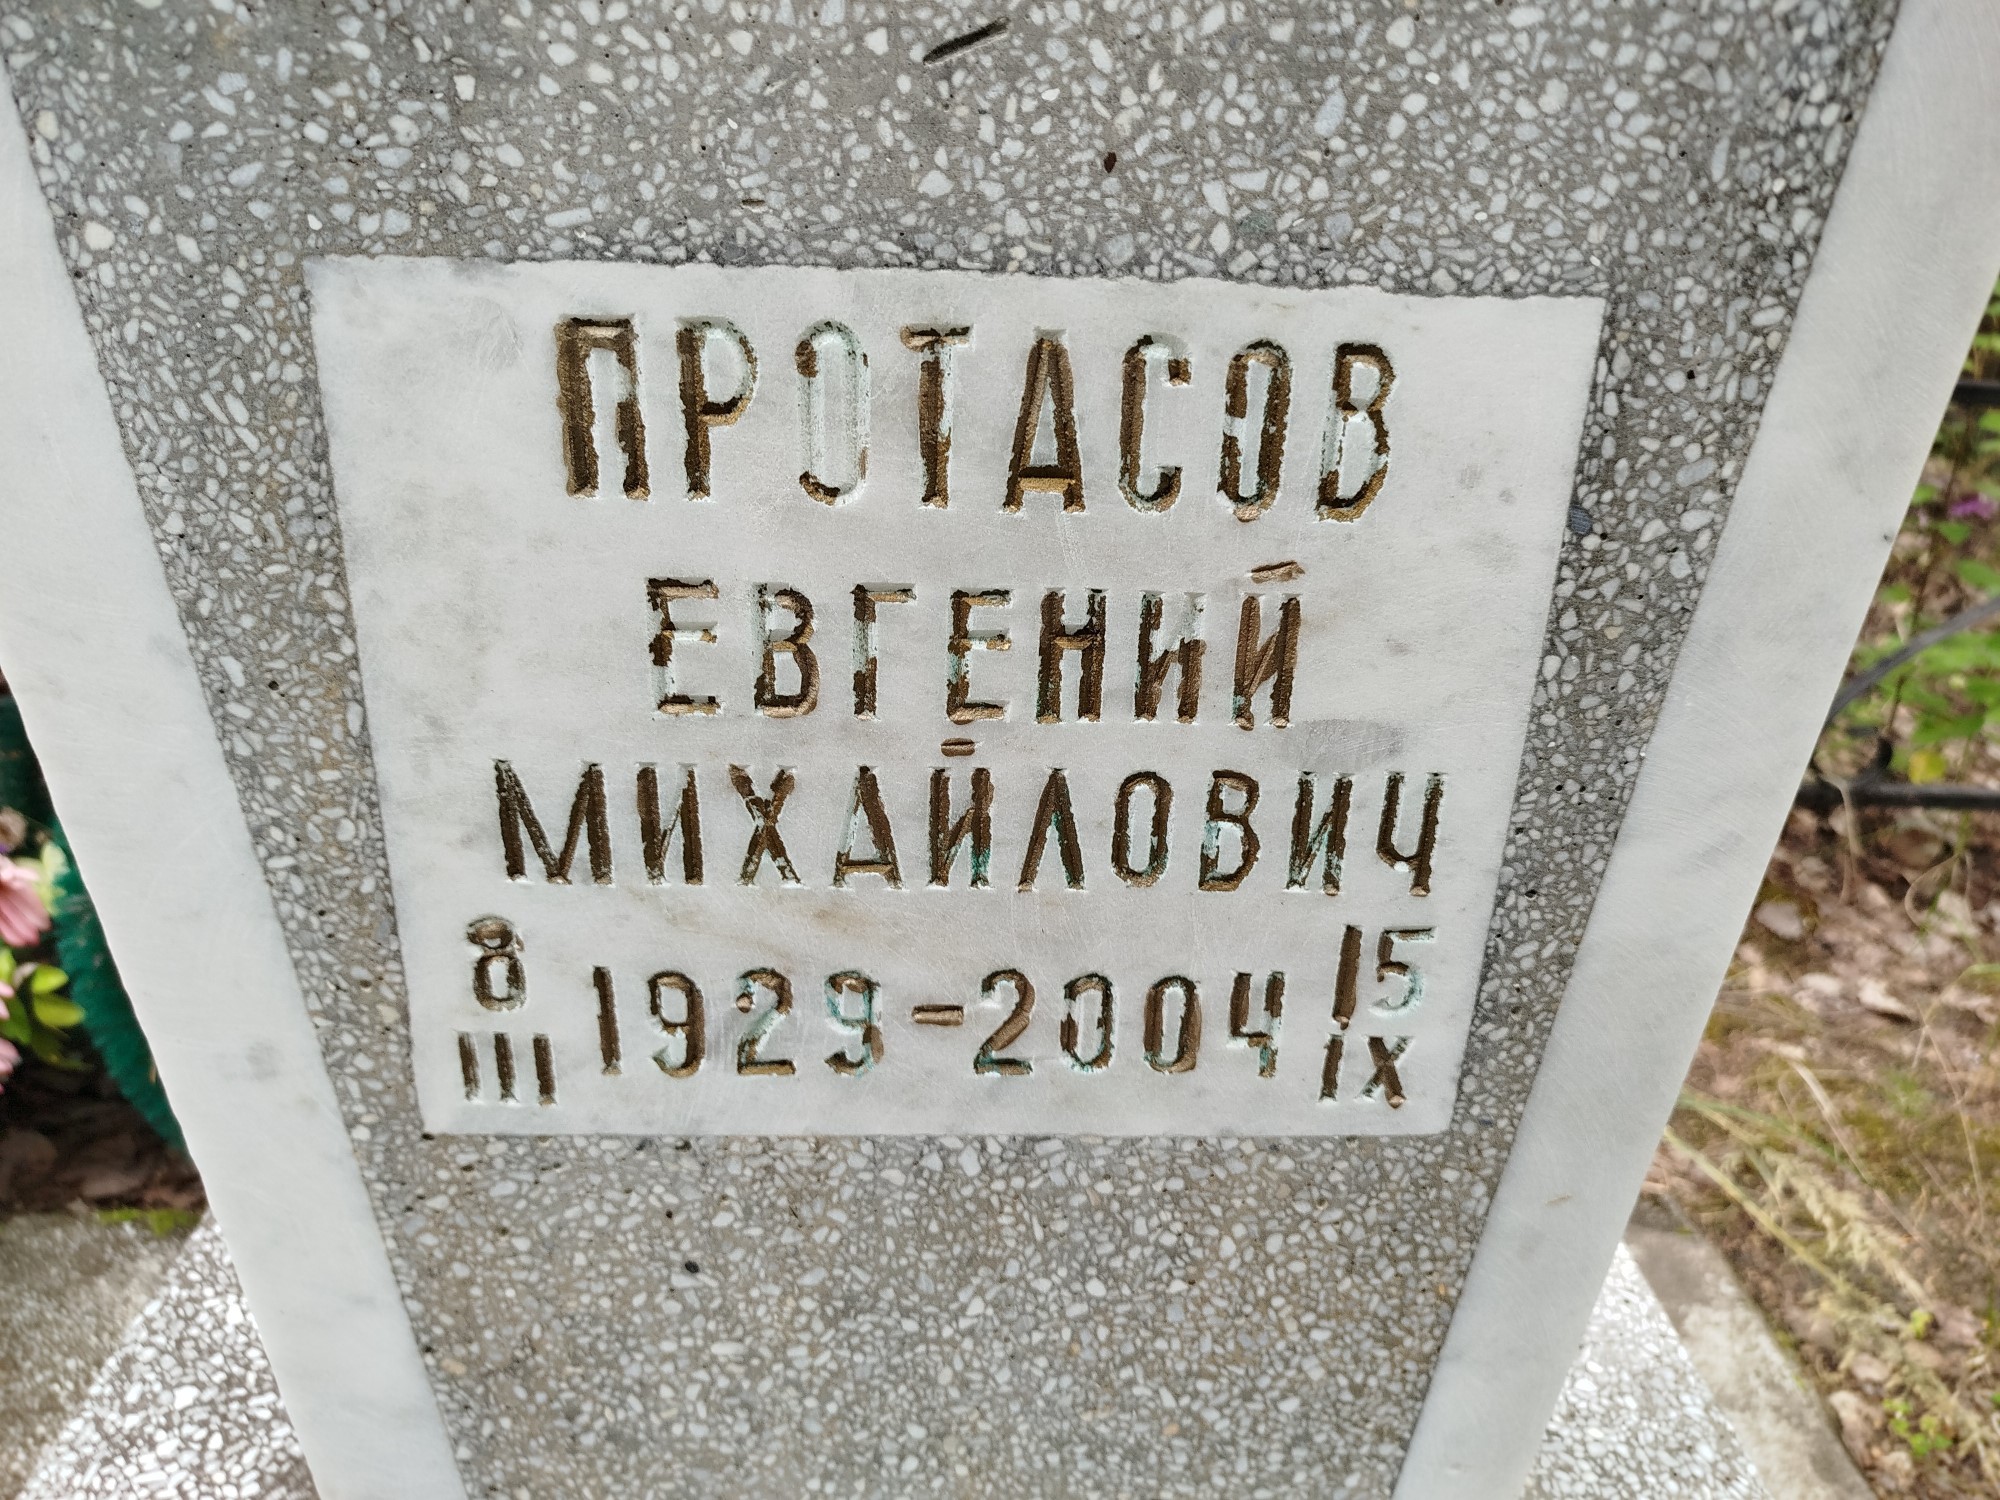 ПРОТАСОВ
ЕВГЕНИЙ
МИХАЙЛОВИЧ
8 III 1929-2004 15 IX